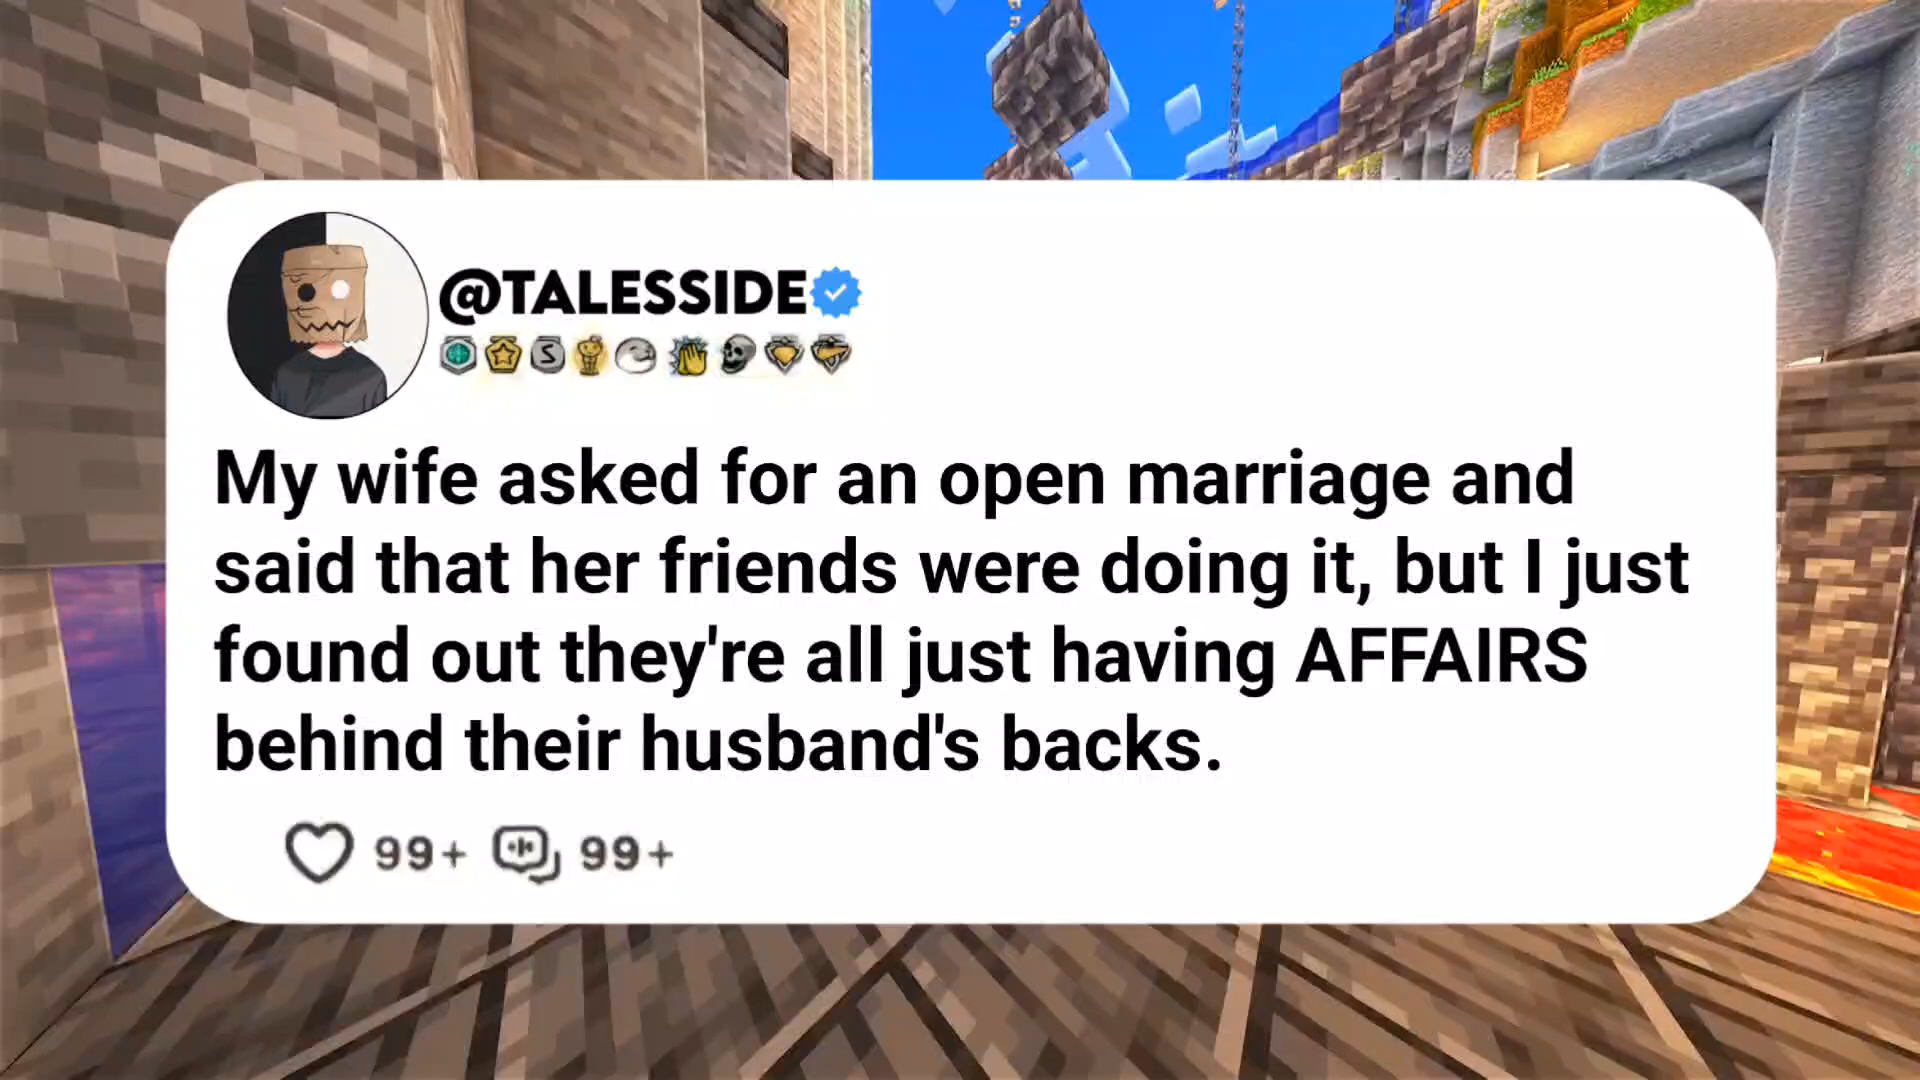 @TALESSIDE
My wife asked for an open marriage and
said that her friends were doing it, but I just
found out they're all just having AFFAIRS
behind their husband's backs.
99+ 99+